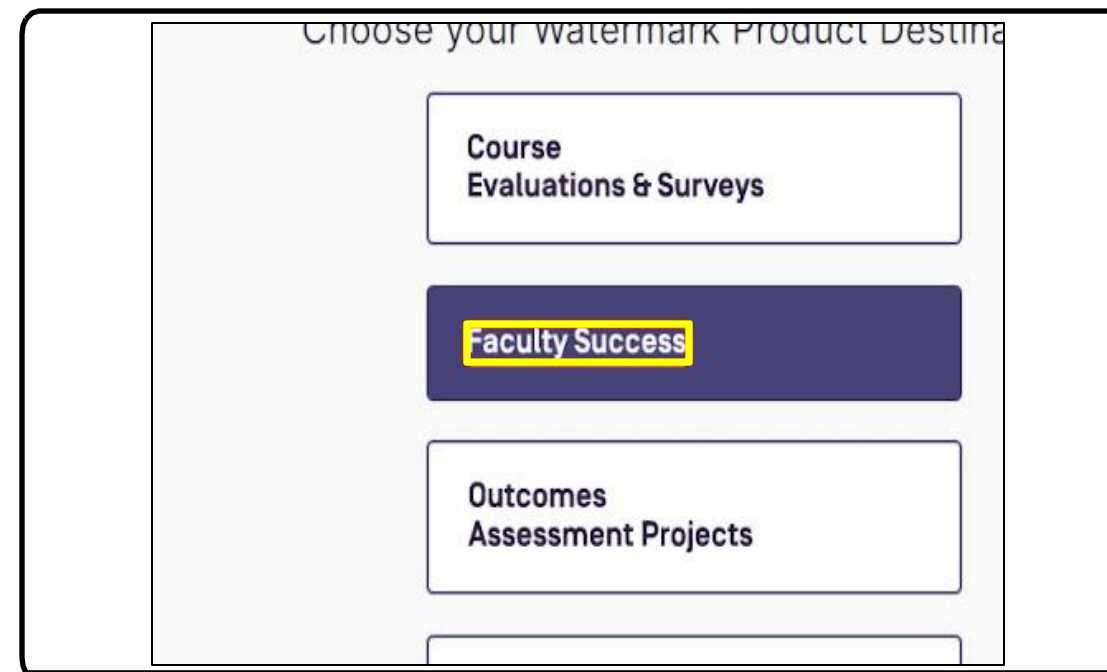 Choose your Watermark Product Destina
Course
Evaluations & Surveys
Faculty Success
Outcomes
Assessment Projects